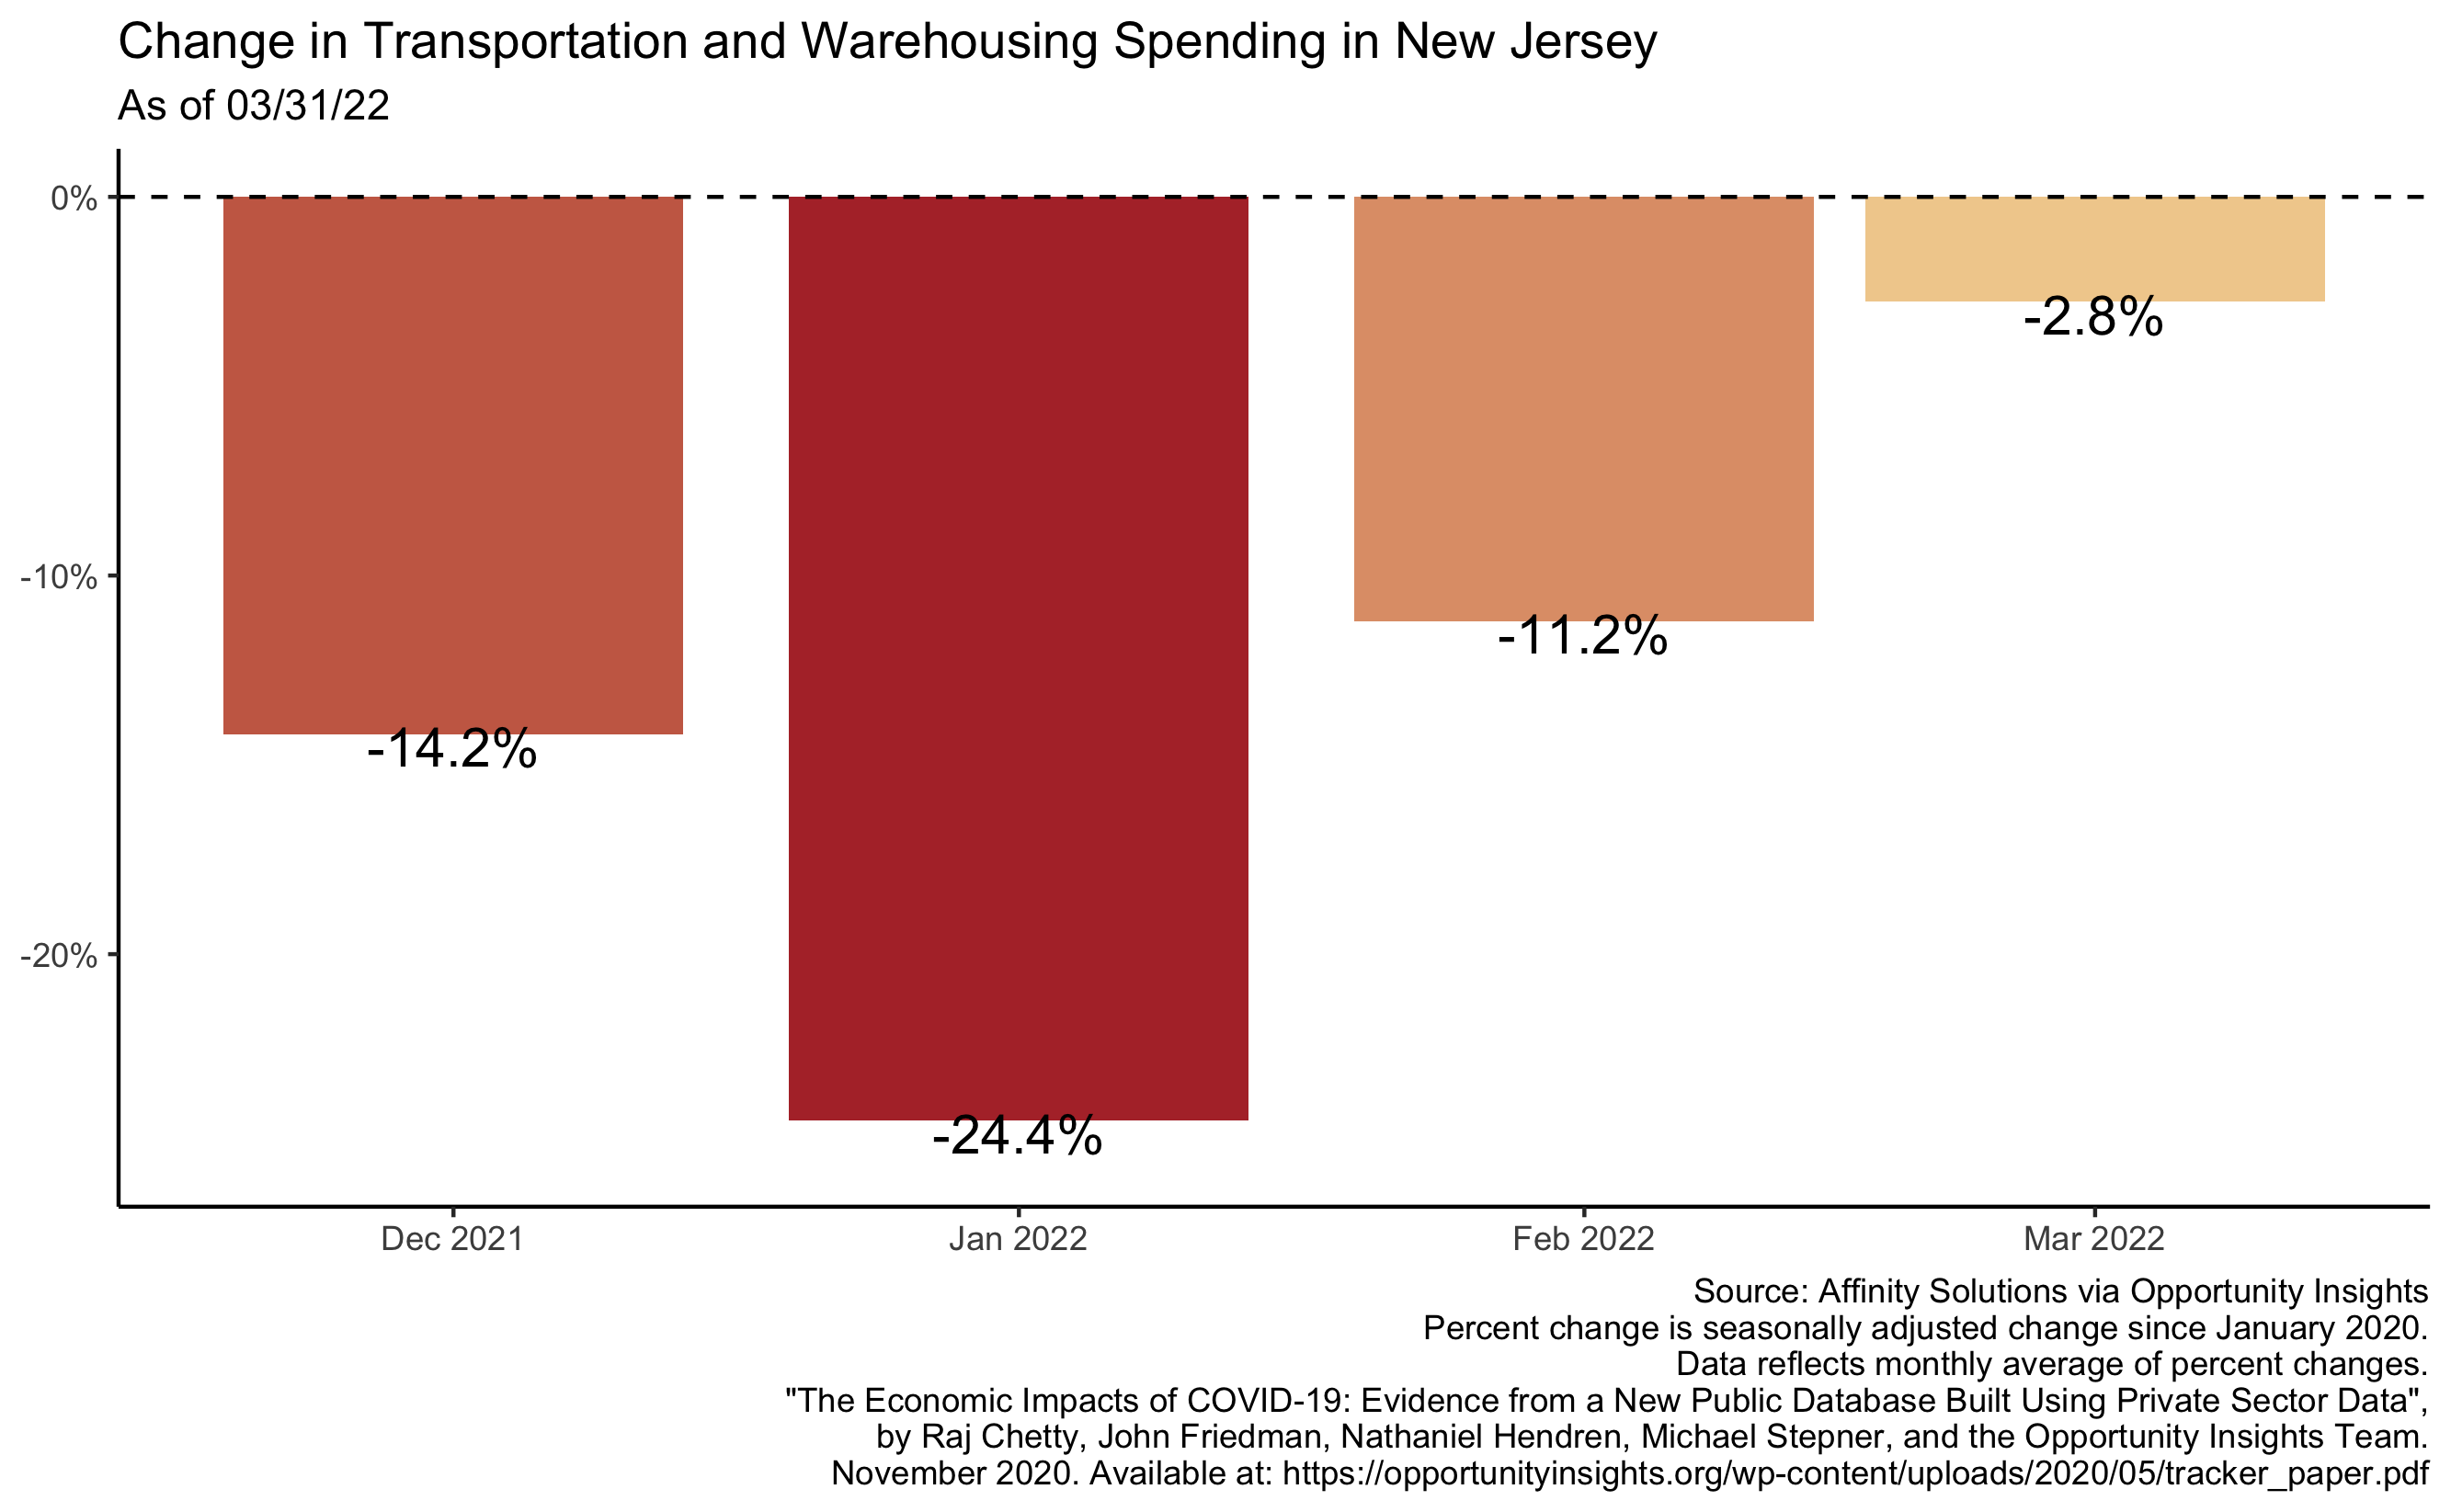 Change in Transportation and Warehousing Spending in New Jersey
As of 03/31/22
0%
-10%
-20%
-14.2%
-24.4%
-11.2%
-2.8%
Dec 2021
Jan 2022
Feb 2022
Mar 2022
Source: Affinity Solutions via Opportunity Insights
Percent change is seasonally adjusted change since January 2020.
Data reflects monthly average of percent changes.
"The Economic Impacts of COVID-19: Evidence from a New Public Database Built Using Private Sector Data",
by Raj Chetty, John Friedman, Nathaniel Hendren, Michael Stepner, and the Opportunity Insights Team.
November 2020. Available at: https://opportunityinsights.org/wp-content/uploads/2020/05/tracker_paper.pdf